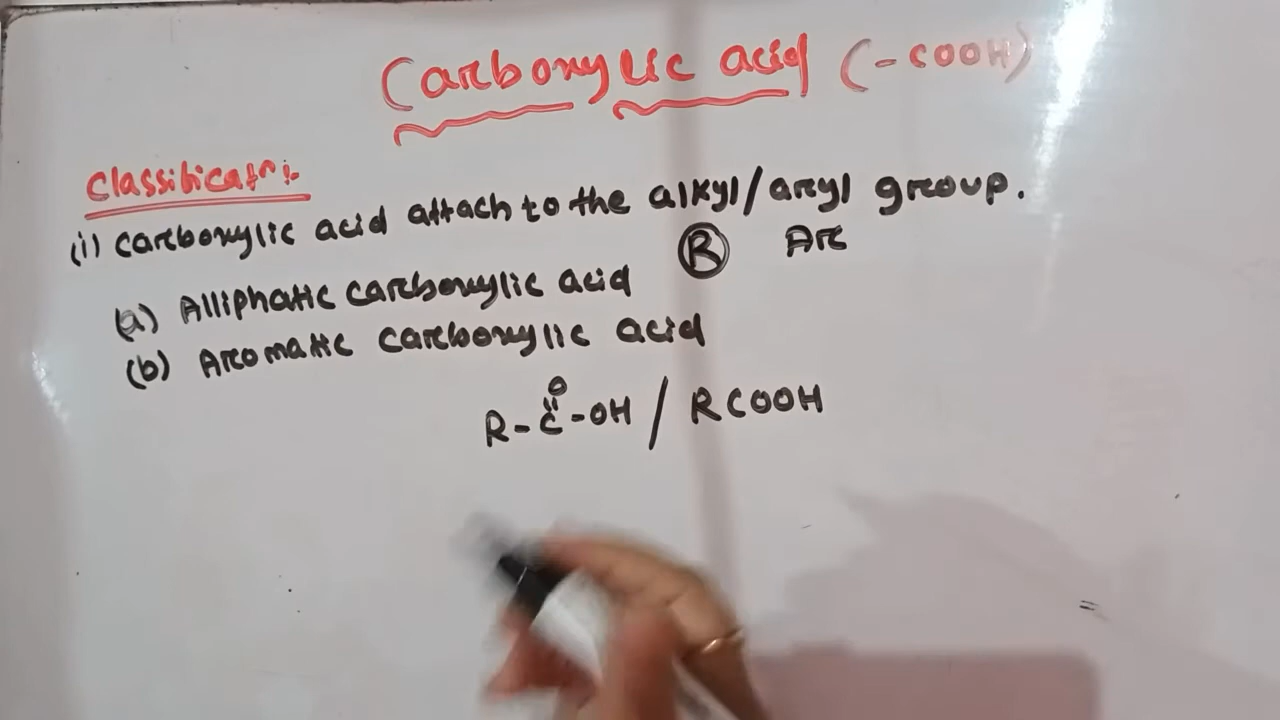 Carboxylic acid (-COOH)
Classificatn :-
(i) Carboxylic acid attach to the alkyl/aryl group.
R Ar
(a) Alliphatic carboxylic acid
(b) Aromatic carboxylic acid
O
||
R-C-OH / RCOOH